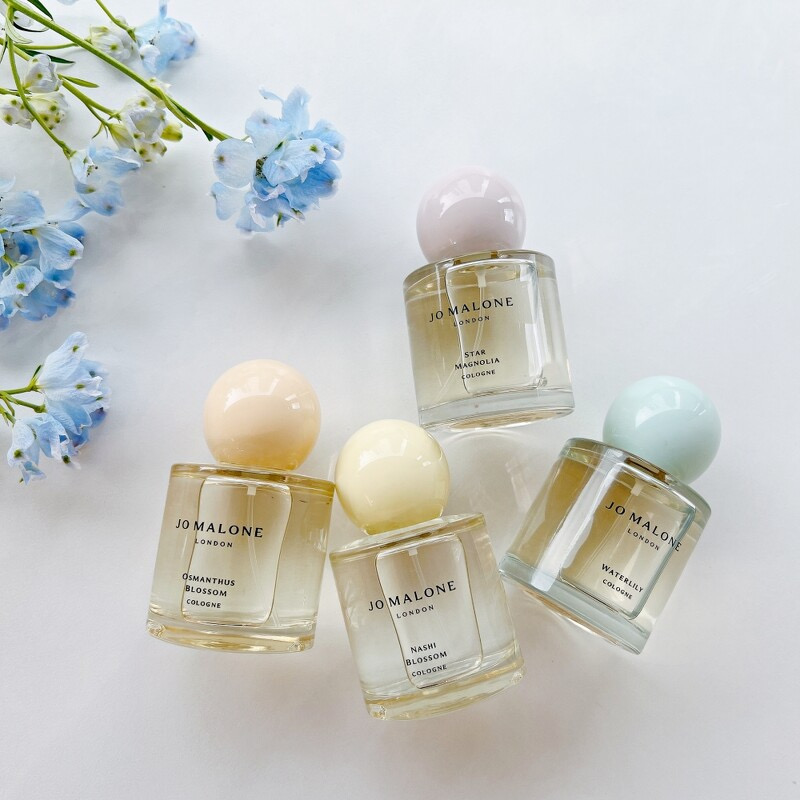 JO MALONE
LONDON
STAR
MAGNOLIA
COLOGNE
JO MALONE
LONDON
OSMANTHUS
BLOSSOM
COLOGNE
JO MALONE
LONDON
NASHI
BLOSSOM
COLOGNE
JO MALONE
LONDON
WATERLILY
COLOGNE